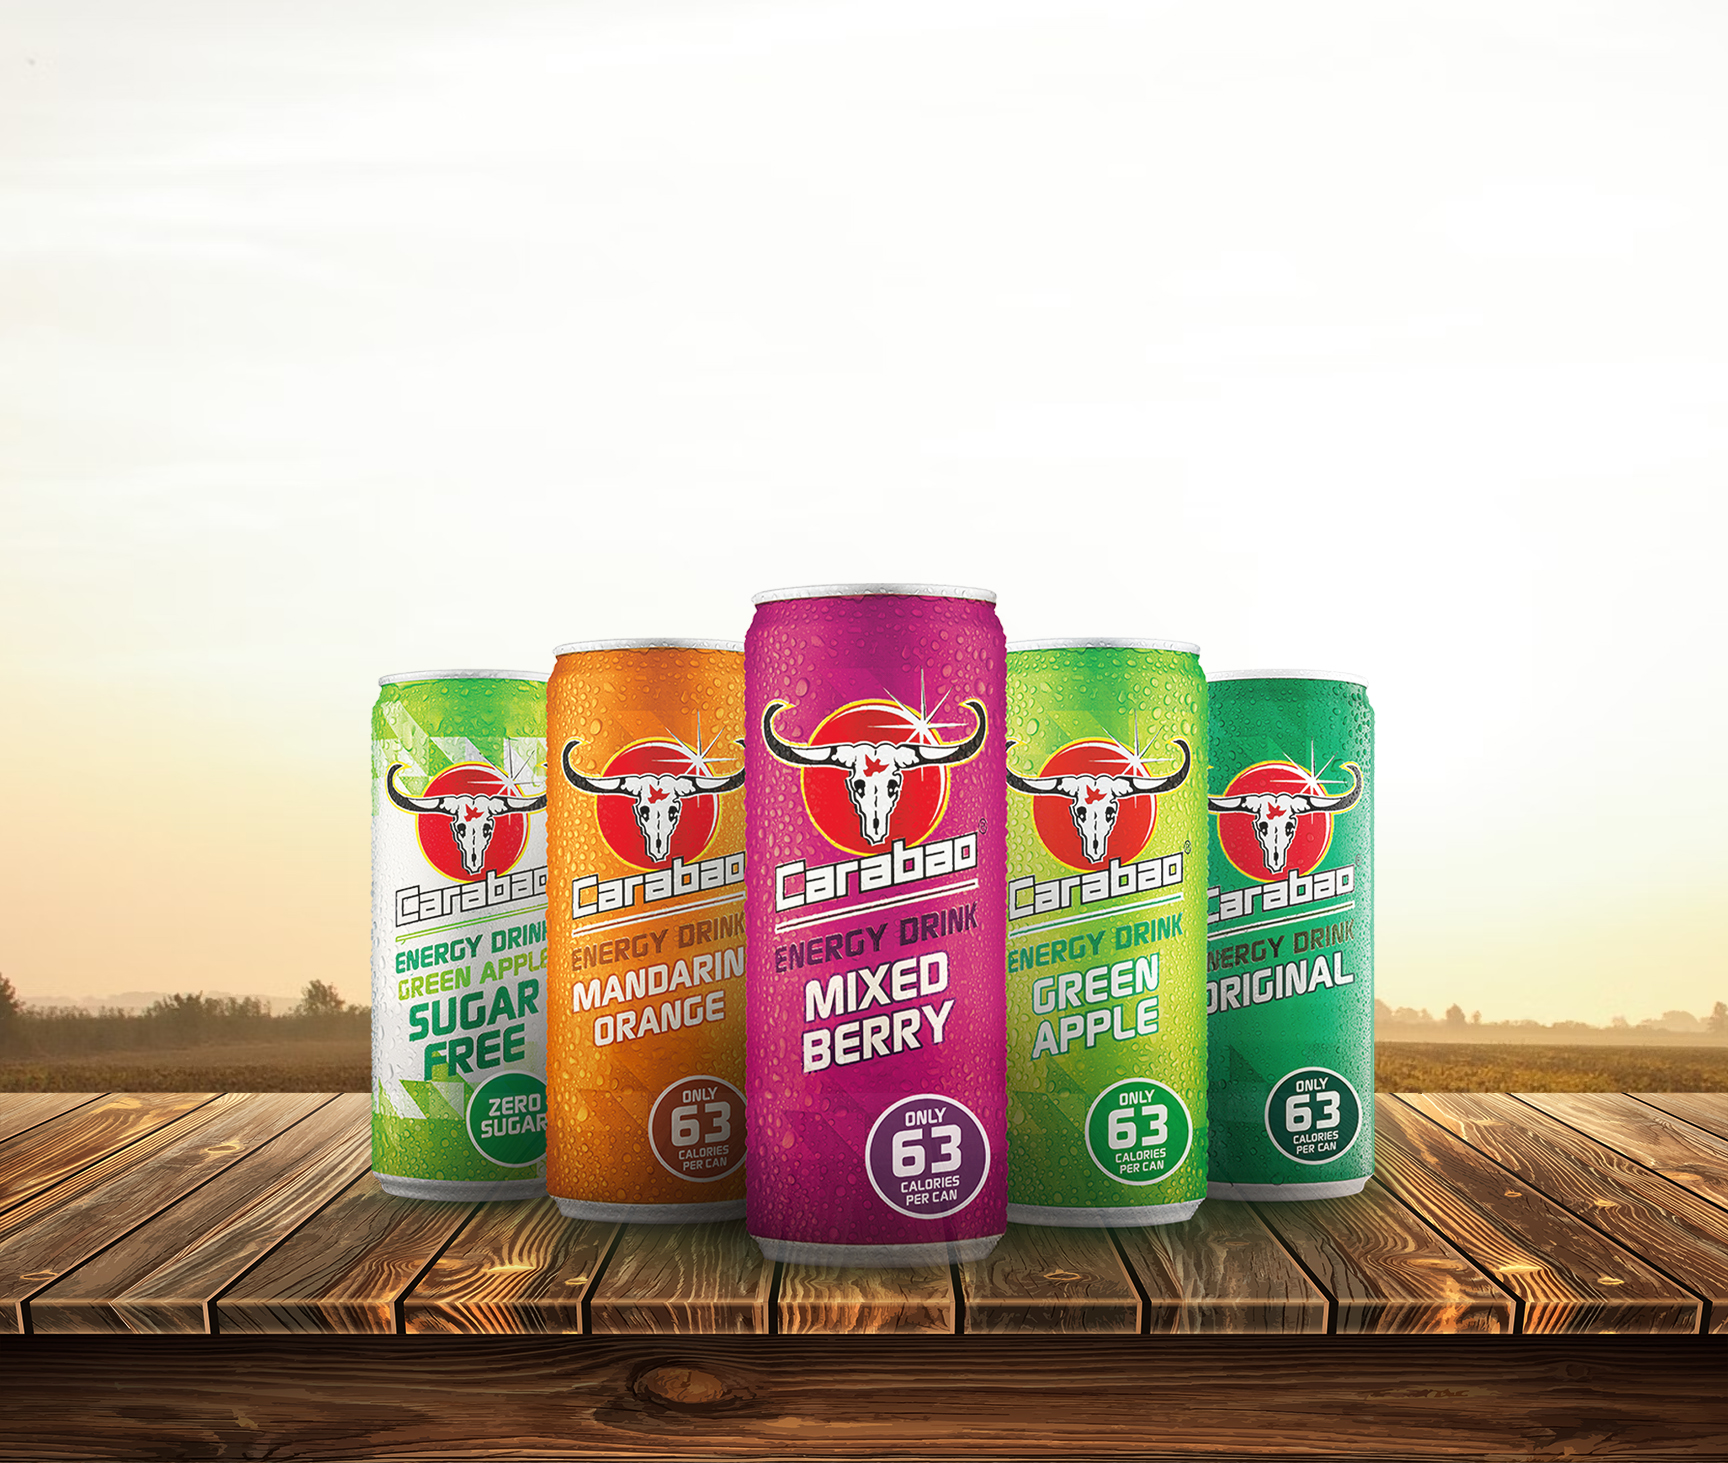 Carabao
ENERGY DRINK
GREEN APPLE
SUGAR
FREE
ZERO
SUGAR
Carabao
ENERGY DRINK
MANDARIN
ORANGE
ONLY
63
CALORIES
PER CAN
Carabao®
ENERGY DRINK
MIXED
BERRY
ONLY
63
CALORIES
PER CAN
Carabao®
ENERGY DRINK
GREEN
APPLE
ONLY
63
CALORIES
PER CAN
Carabao
ENERGY DRINK
ORIGINAL
ONLY
63
CALORIES
PER CAN